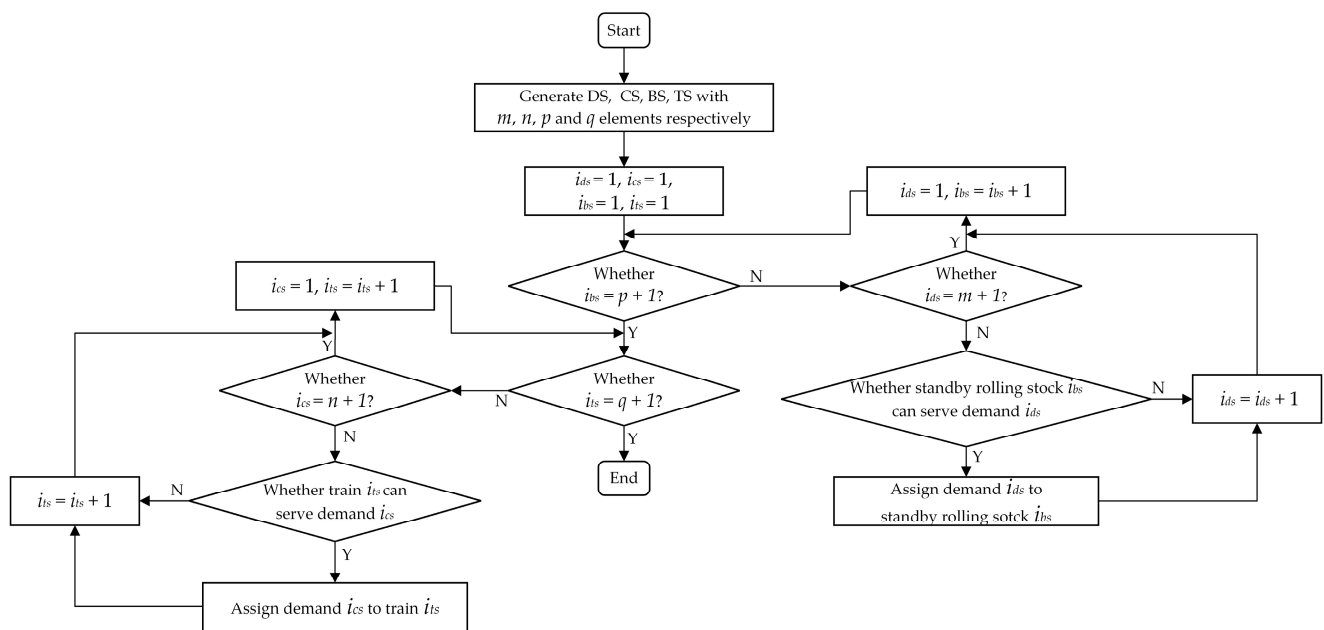 Start
Generate DS, CS, BS, TS with
m, n, p and q elements respectively
ids = 1, ics = 1,
ibs = 1, its = 1
ids = 1, ibs = ibs + 1
Y
Whether
ibs = p + 1?
N
Whether
ids = m + 1?
ics = 1, its = its + 1
Y
N
Y
Whether
ics = n + 1?
N
Whether
its = q + 1?
Whether standby rolling stock ibs
can serve demand ids
N
ids = ids + 1
N
Y
Y
End
its = its + 1
N
Whether train its can
serve demand ics
Assign demand ids to
standby rolling sotck ibs
Y
Assign demand ics to train its